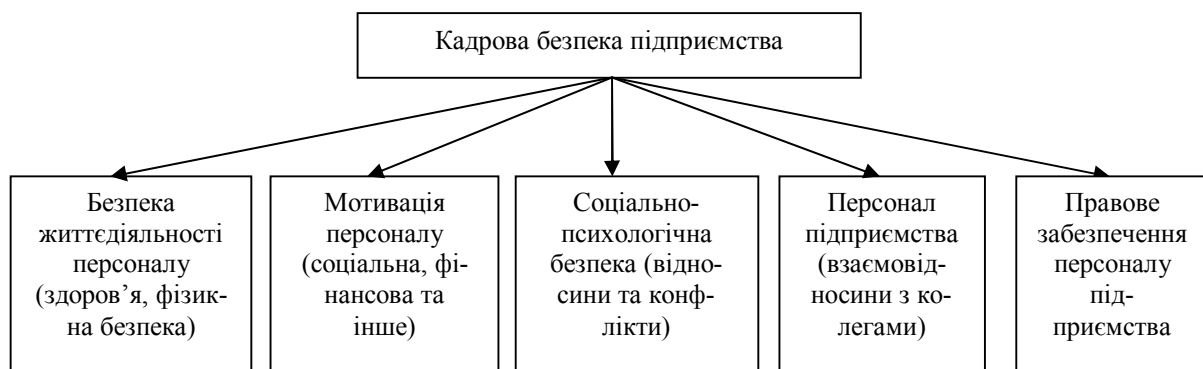 Кадрова безпека підприємства
Безпека
життєдіяльності
персоналу
(здоров’я, фізик-
на безпека)
Мотивація
персоналу
(соціальна, фі-
нансова та
інше)
Соціально-
психологічна
безпека (відно-
сини та конф-
лікти)
Персонал
підприємства
(взаємовід-
носини з ко-
легами)
Правове
забезпечення
персоналу
під-
приємства